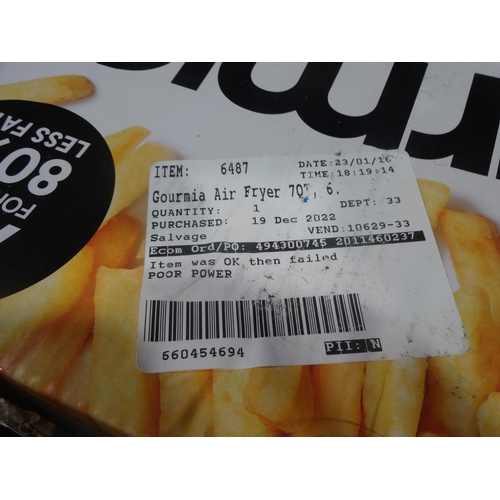 rmi
FOR
80%
LESS FA
ITEM: 6487 DATE:23/01/16
TIME:18:19:14
Gourmia Air Fryer 7QT, 6.
QUANTITY: 1 DEPT: 33
PURCHASED: 19 Dec 2022
Salvage VEND:10629-33
Ecom Ord/PO: 494300745 2011460237
Item was OK then failed
POOR POWER
660454694 PII: N